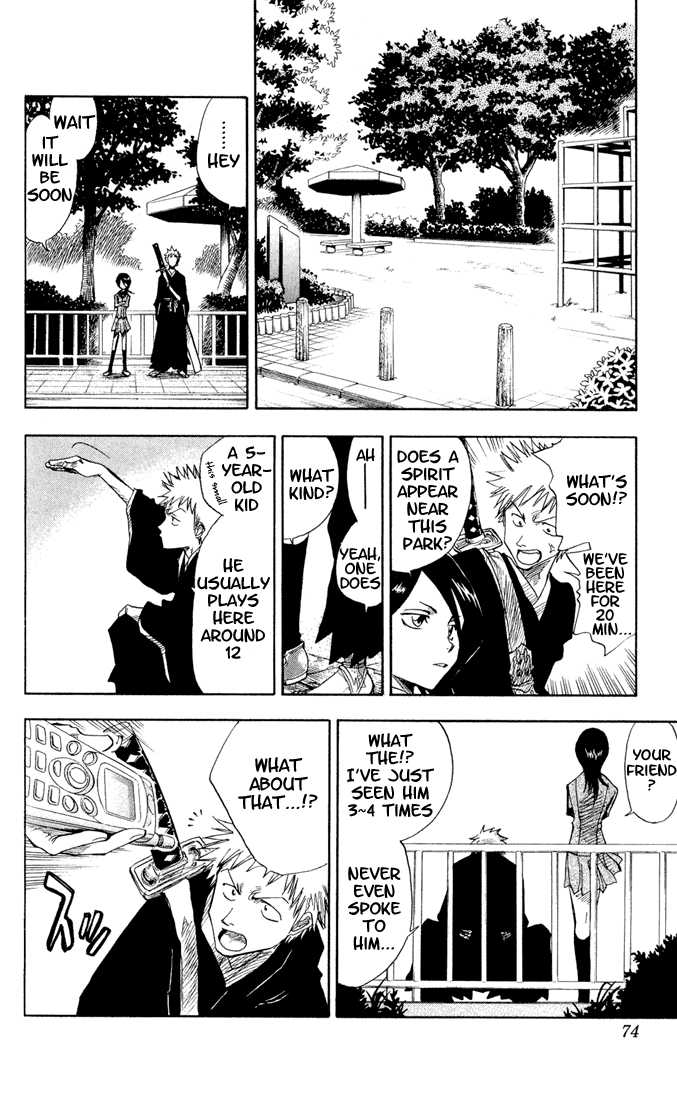 ........
HEY
WAIT
IT
WILL
BE
SOON
WHAT'S
SOON!?
WE'VE
BEEN
HERE
FOR
20
MIN...
DOES
A
SPIRIT
APPEAR
NEAR
THIS
PARK?
AH
—
YEAH,
ONE
DOES
WHAT
KIND?
A 5-
YEAR-
OLD
KID
this small
HE
USUALLY
PLAYS
HERE
AROUND
12
YOUR
FRIEND
?
WHAT
THE!?
I'VE JUST
SEEN HIM
3~4 TIMES
NEVER
EVEN
SPOKE
TO
HIM...
WHAT
ABOUT
THAT...!?
スッ
74